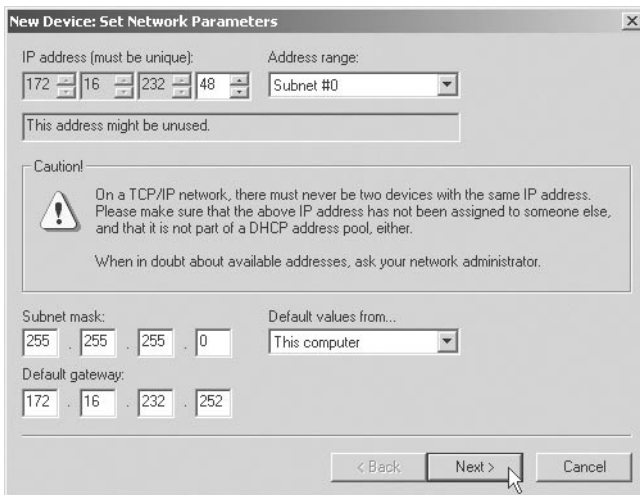 New Device: Set Network Parameters
IP address (must be unique):
Address range:
172 16 232 48
Subnet #0
This address might be unused.
Caution!
On a TCP/IP network, there must never be two devices with the same IP address.
Please make sure that the above IP address has not been assigned to someone else,
and that it is not part of a DHCP address pool, either.
When in doubt about available addresses, ask your network administrator.
Subnet mask:
Default values from...
255 . 255 . 255 . 0
This computer
Default gateway:
172 . 16 . 232 . 252
< Back
Next >
Cancel